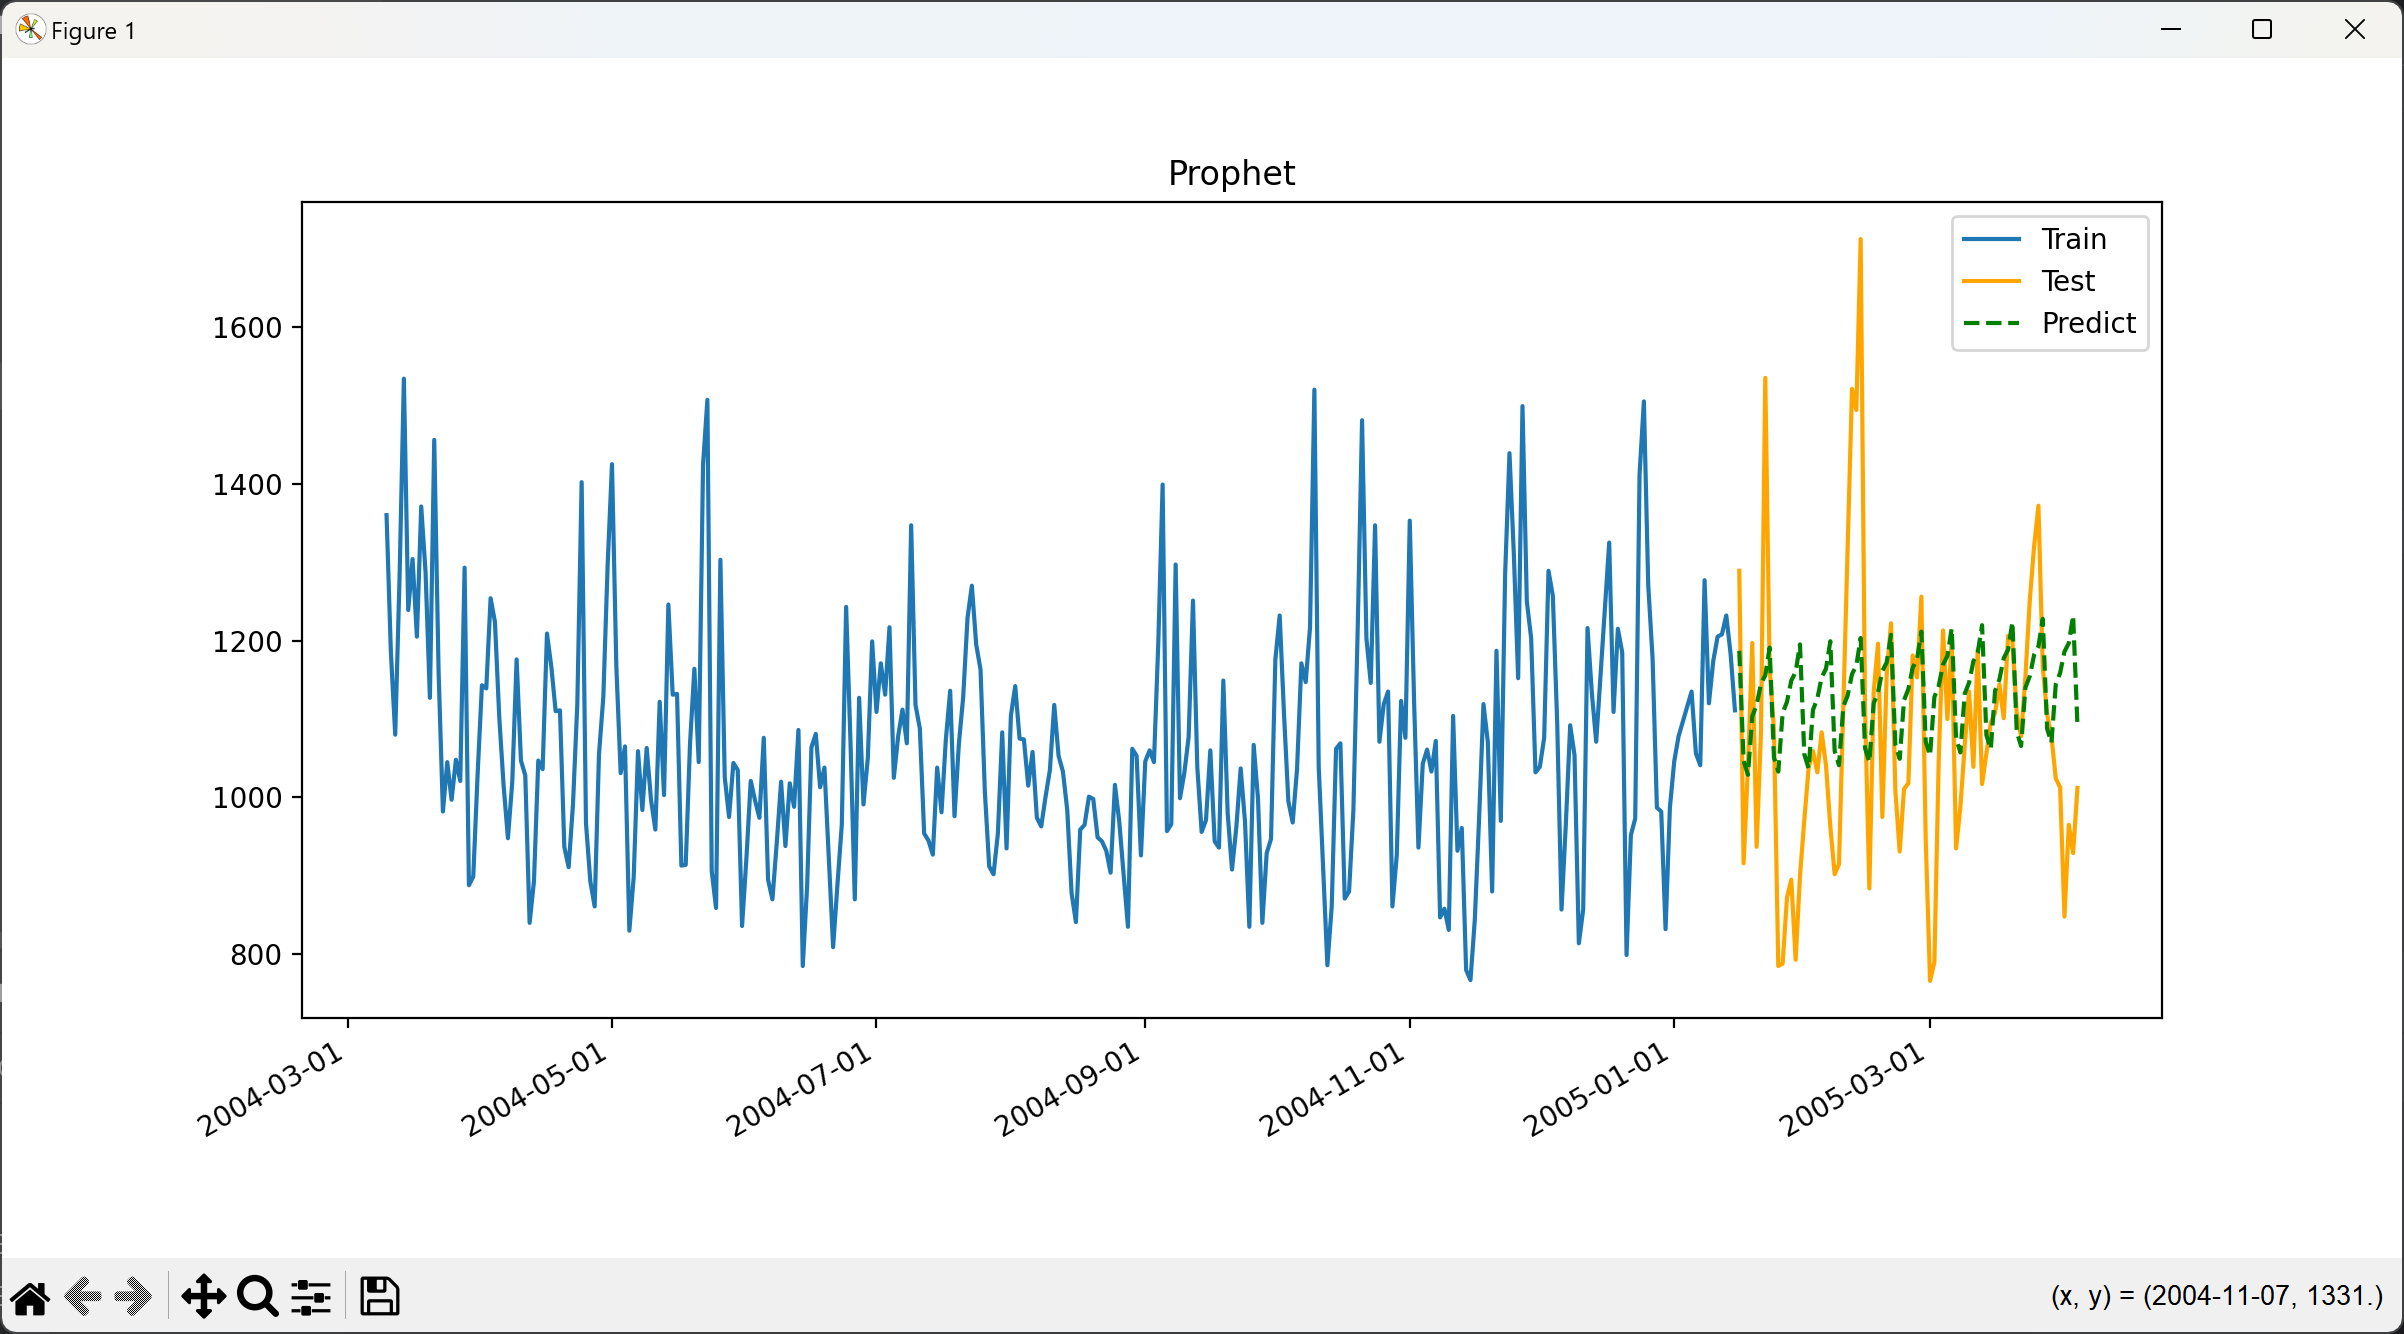 Figure 1
Prophet
Train
Test
Predict
1600
1400
1200
1000
800
2004-03-01
2004-05-01
2004-07-01
2004-09-01
2004-11-01
2005-01-01
2005-03-01
(x, y) = (2004-11-07, 1331.)